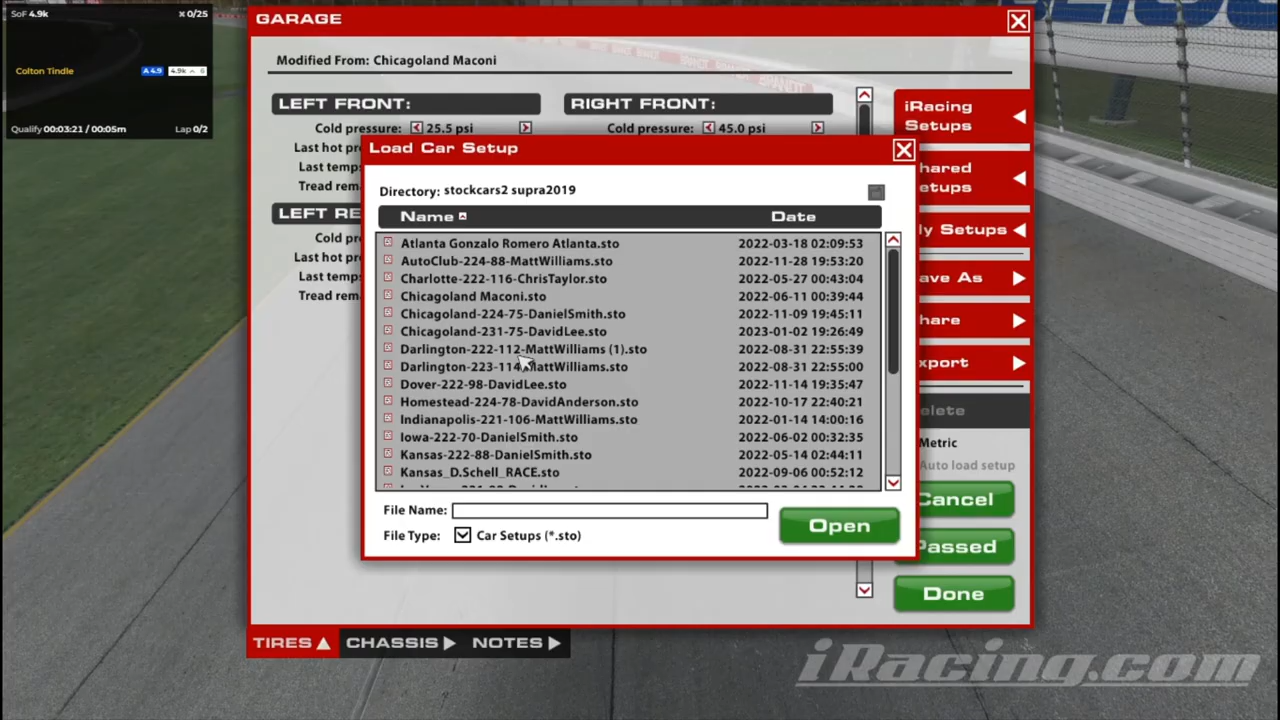 SoF 4.9k 0/25
Colton Tindle A 4.9 4.9k 6
Qualify 00:03:21 / 00:05m Lap 0/2
GARAGE
Modified From: Chicagoland Maconi
LEFT FRONT: RIGHT FRONT:
Cold pressure: 25.5 psi Cold pressure: 45.0 psi
Last hot pre
Last temps
Tread rema
LEFT RE
Cold pre
Last hot pre
Last temps
Tread rema
iRacing
Setups
hared
etups
ly Setups
ave As
hare
xport
elete
Metric
Auto load setup
Cancel
Passed
Done
Load Car Setup
Directory: stockcars2 supra2019
Name Date
Atlanta Gonzalo Romero Atlanta.sto 2022-03-18 02:09:53
AutoClub-224-88-MattWilliams.sto 2022-11-28 19:53:20
Charlotte-222-116-ChrisTaylor.sto 2022-05-27 00:43:04
Chicagoland Maconi.sto 2022-06-11 00:39:44
Chicagoland-224-75-DanielSmith.sto 2022-11-09 19:45:11
Chicagoland-231-75-DavidLee.sto 2023-01-02 19:26:49
Darlington-222-112-MattWilliams (1).sto 2022-08-31 22:55:39
Darlington-223-114-MattWilliams.sto 2022-08-31 22:55:00
Dover-222-98-DavidLee.sto 2022-11-14 19:35:47
Homestead-224-78-DavidAnderson.sto 2022-10-17 22:40:21
Indianapolis-221-106-MattWilliams.sto 2022-01-14 14:00:16
Iowa-222-70-DanielSmith.sto 2022-06-02 00:32:35
Kansas-222-88-DanielSmith.sto 2022-05-14 02:44:11
Kansas_D.Schell_RACE.sto 2022-09-06 00:52:12
File Name:
File Type: Car Setups (*.sto)
Open
TIRES CHASSIS NOTES
iRacing.com